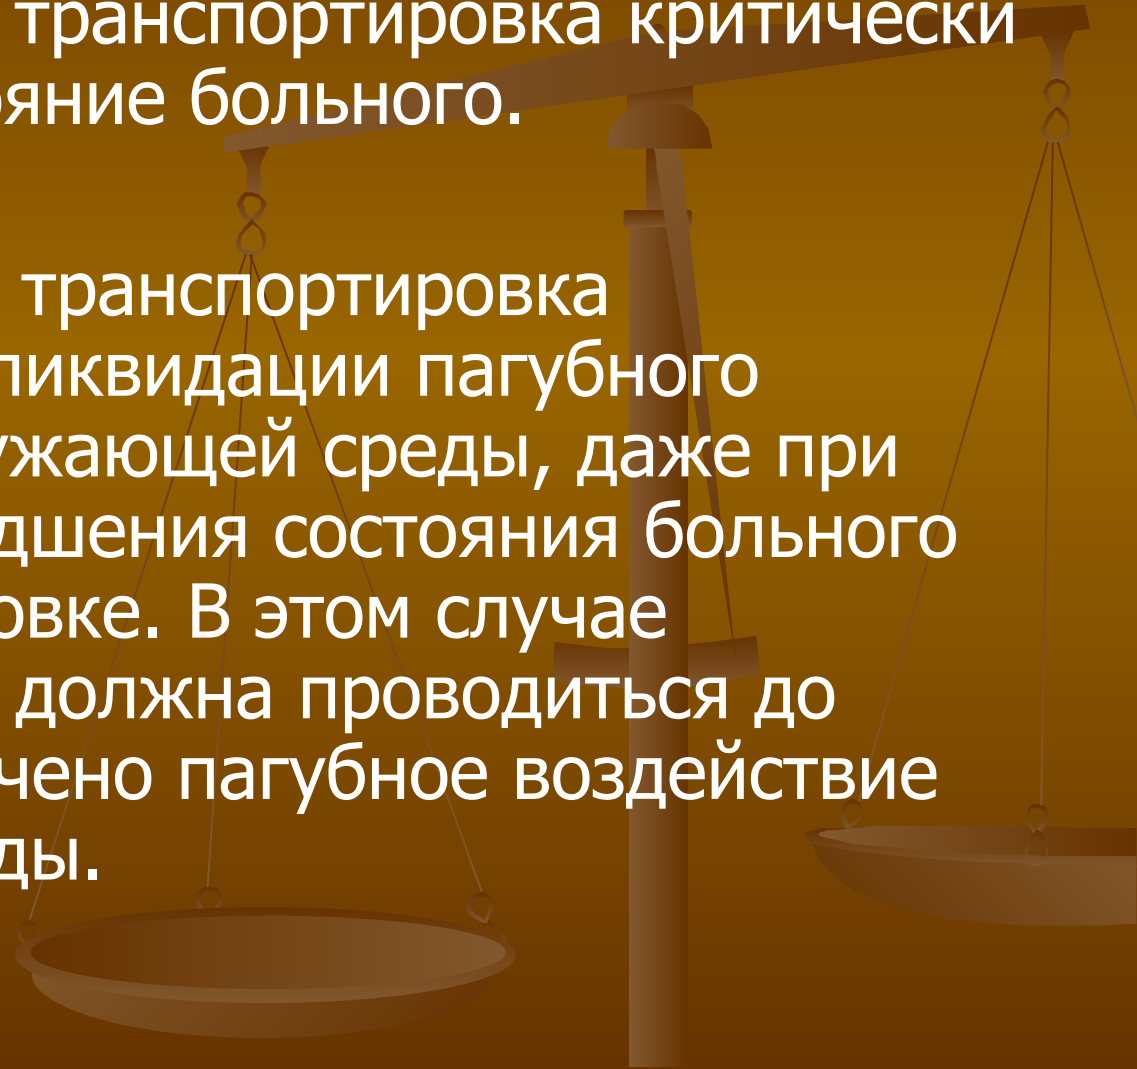 транспортировка критически
яние больного.
транспортировка
ликвидации пагубного
ужающей среды, даже при
дшения состояния больного
овке. В этом случае
должна проводиться до
чено пагубное воздействие
ды.